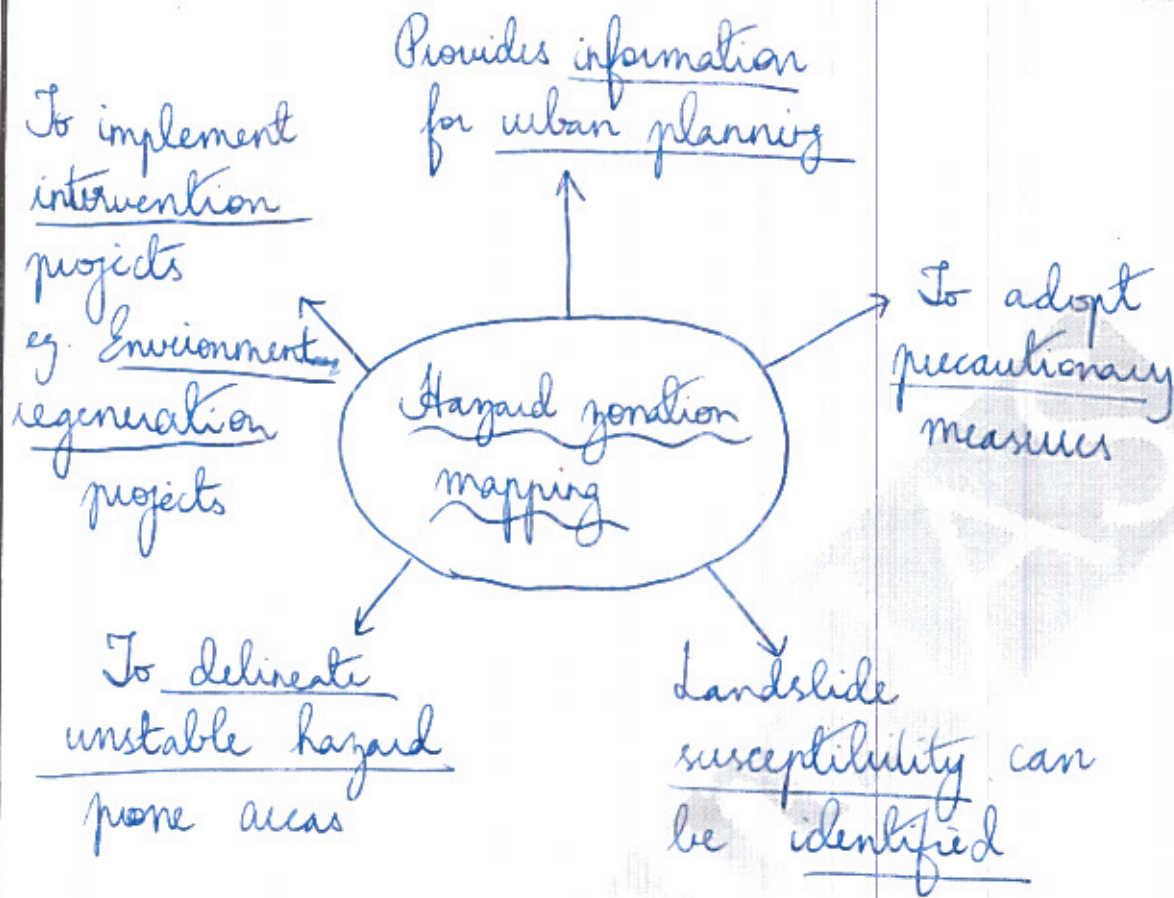 Provides information
for urban planning
To implement
intervention
projects
eg. Environment
regeneration
projects
To adopt
precautionary
measures
Hazard zonation
mapping
To delineate
unstable hazard
prone areas
Landslide
susceptibility can
be identified